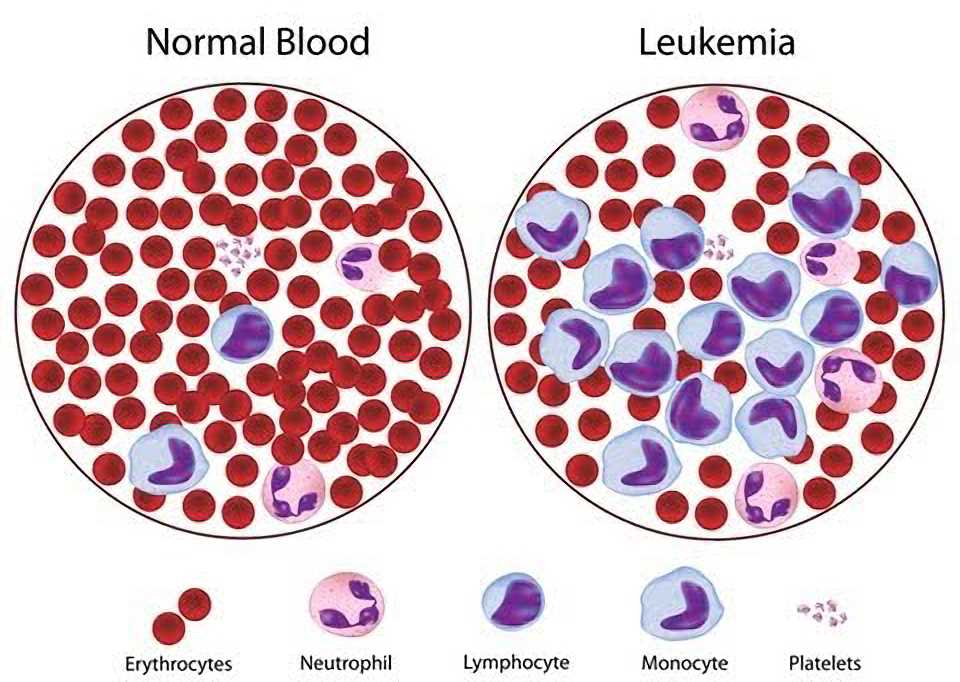 Normal Blood
Leukemia
Erythrocytes
Neutrophil
Lymphocyte
Monocyte
Platelets